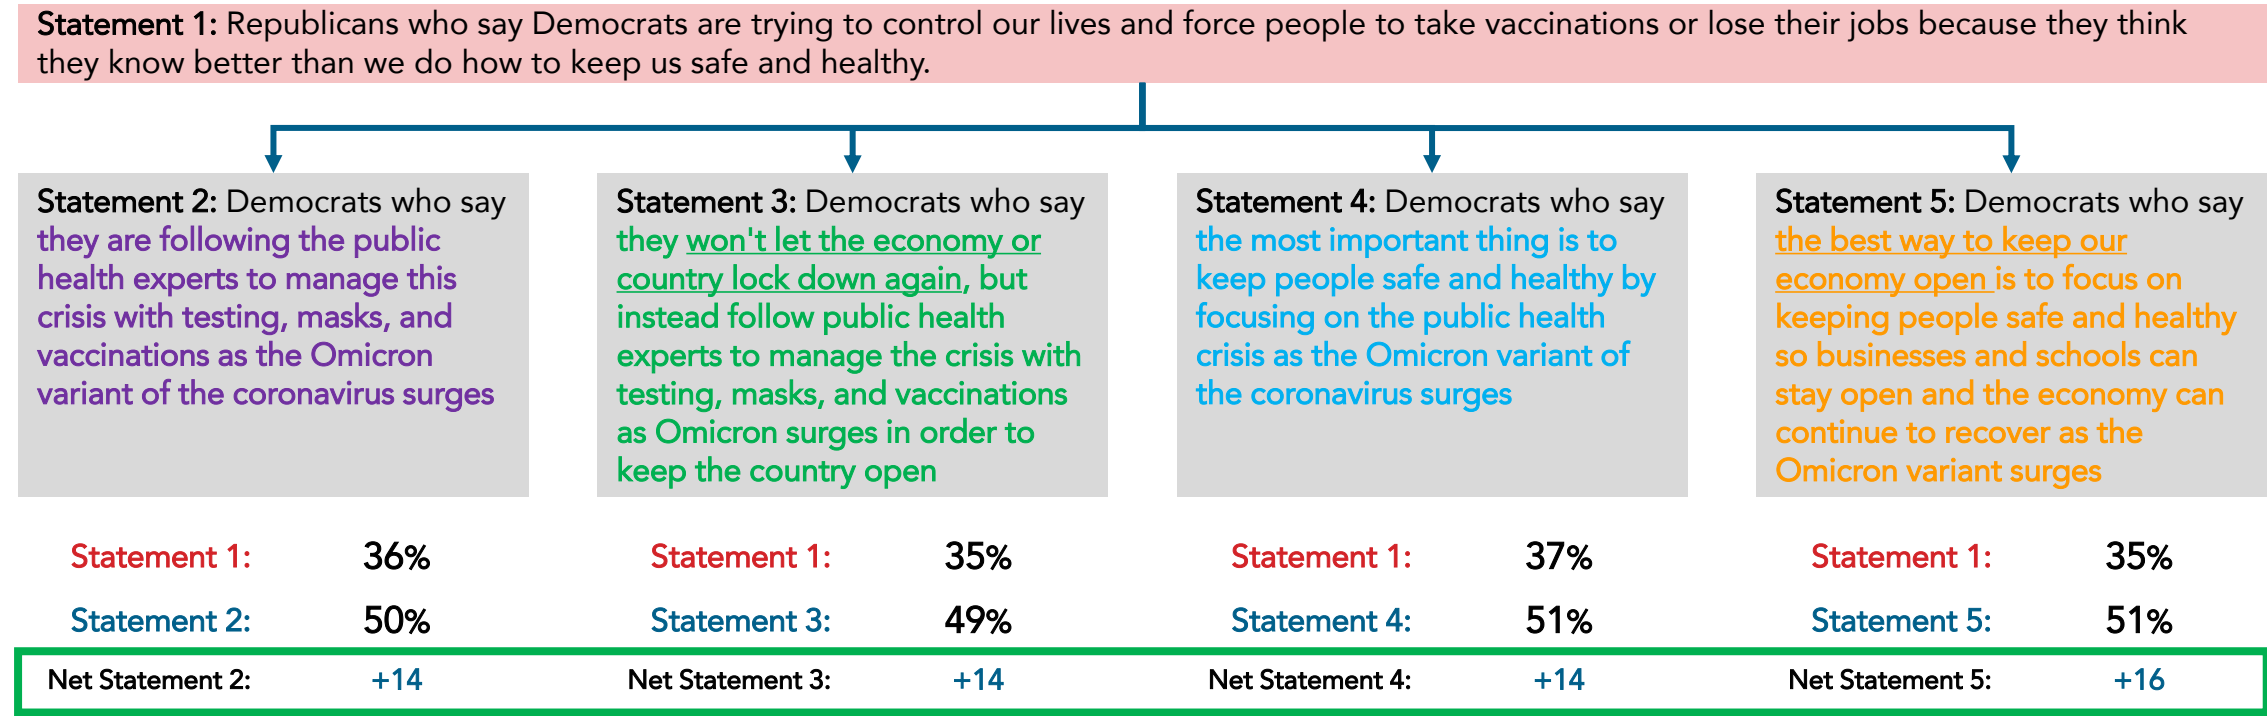 Statement 1: Republicans who say Democrats are trying to control our lives and force people to take vaccinations or lose their jobs because they think
they know better than we do how to keep us safe and healthy.
Statement 2: Democrats who say
they are following the public
health experts to manage this
crisis with testing, masks, and
vaccinations as the Omicron
variant of the coronavirus surges
Statement 3: Democrats who say
they won't let the economy or
country lock down again, but
instead follow public health
experts to manage the crisis with
testing, masks, and vaccinations
as Omicron surges in order to
keep the country open
Statement 4: Democrats who say
the most important thing is to
keep people safe and healthy by
focusing on the public health
crisis as the Omicron variant of
the coronavirus surges
Statement 5: Democrats who say
the best way to keep our
economy open is to focus on
keeping people safe and healthy
so businesses and schools can
stay open and the economy can
continue to recover as the
Omicron variant surges
Statement 1: 36% Statement 1: 35% Statement 1: 37% Statement 1: 35%
Statement 2: 50% Statement 3: 49% Statement 4: 51% Statement 5: 51%
Net Statement 2: +14 Net Statement 3: +14 Net Statement 4: +14 Net Statement 5: +16